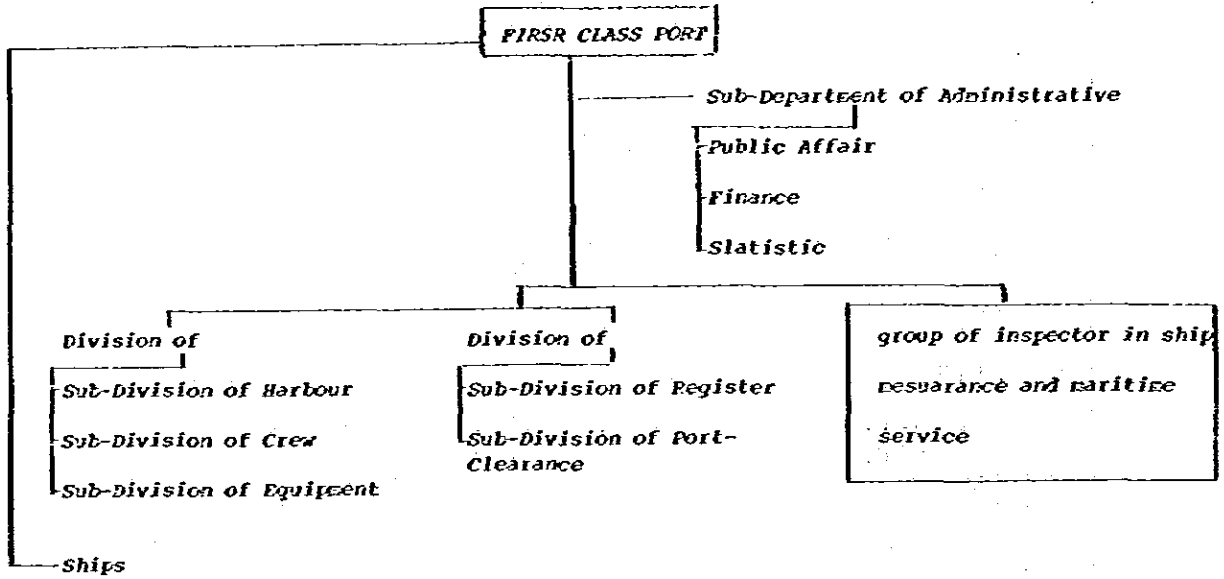 FIRSR CLASS PORT
Sub-Department of Administrative
Public Affair
Finance
Slatistic
Division of
Sub-Division of Harbour
Sub-Division of Crew
Sub-Division of Equipment
Division of
Sub-Division of Register
Sub-Division of Port-
Clearance
group of inspector in ship
mesuarance and maritime
service
Ships